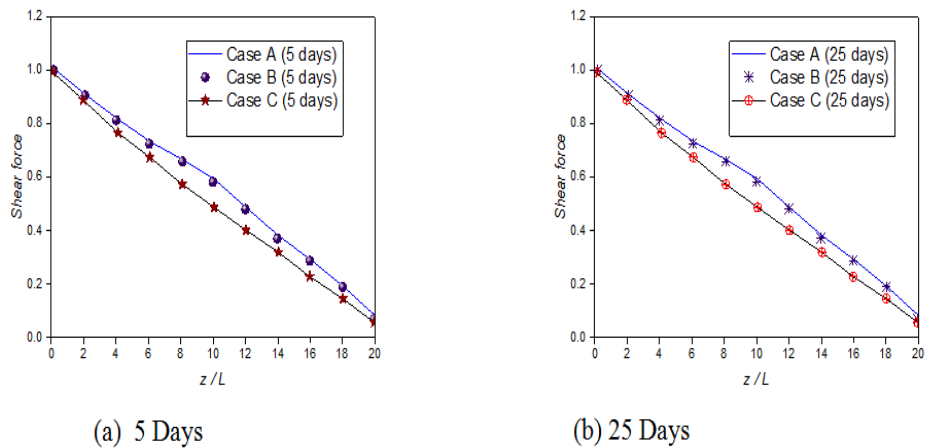 1.2
1.0
0.8
0.6
0.4
0.2
0.0
Shear force
Case A (5 days)
Case B (5 days)
Case C (5 days)
0 2 4 6 8 10 12 14 16 18 20
z / L
(a) 5 Days
1.2
1.0
0.8
0.6
0.4
0.2
0.0
Shear force
Case A (25 days)
Case B (25 days)
Case C (25 days)
0 2 4 6 8 10 12 14 16 18 20
z / L
(b) 25 Days